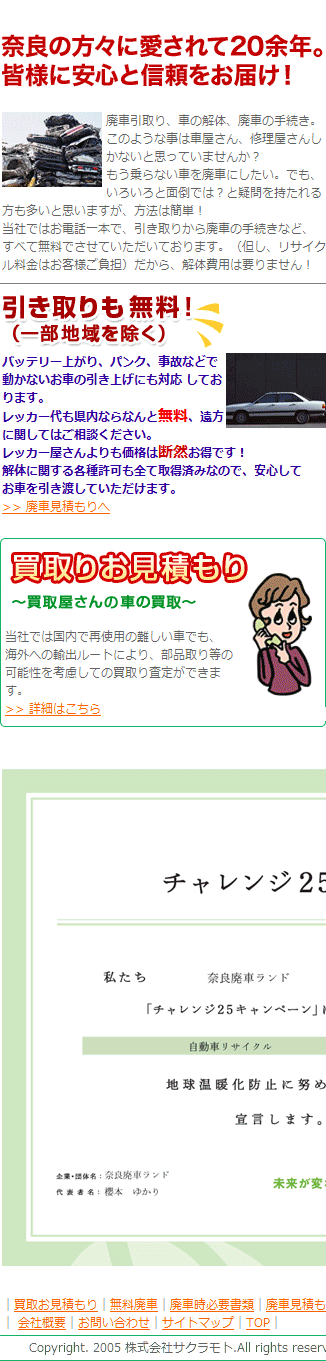 奈良の方々に愛されて20余年。
皆様に安心と信頼をお届け！
廃車引取り、車の解体、廃車の手続き。
このような事は車屋さん、修理屋さんし
かないと思っていませんか？
もう乗らない車を廃車にしたい。でも、
いろいろと面倒では？と疑問を持たれる
方も多いと思いますが、方法は簡単！
当社ではお電話一本で、引き取りから廃車の手続きなど、
すべて無料でさせていただいております。（但し、リサイク
ル料金はお客様ご負担）だから、解体費用は要りません！
引き取りも無料！
（一部地域を除く）
バッテリー上がり、パンク、事故などで
動かないお車の引き上げにも対応 してお
ります。
レッカー代も県内ならなんと無料、遠方
に関してはご相談ください。
レッカー屋さんよりも価格は断然お得です！
解体に関する各種許可も全て取得済みなので、安心して
お車を引き渡していただけます。
>> 廃車見積もりへ
買取りお見積もり
～買取屋さんの車の買取～
当社では国内で再使用の難しい車でも、
海外への輸出ルートにより、部品取り等の
可能性を考慮しての買取り査定ができま
す。
>> 詳細はこちら
チャレンジ25
私たち 奈良廃車ランド
「チャレンジ25キャンペーン」に
自動車リサイクル
地球温暖化防止に努め
宣言します。
企業・団体名：奈良廃車ランド
代表者名：櫻本 ゆかり
未来が変わ
｜買取お見積もり｜無料廃車｜廃車時必要書類｜廃車見積も
｜ 会社概要｜お問い合わせ｜サイトマップ｜TOP｜
Copyright. 2005 株式会社サクラモト.All rights reserv